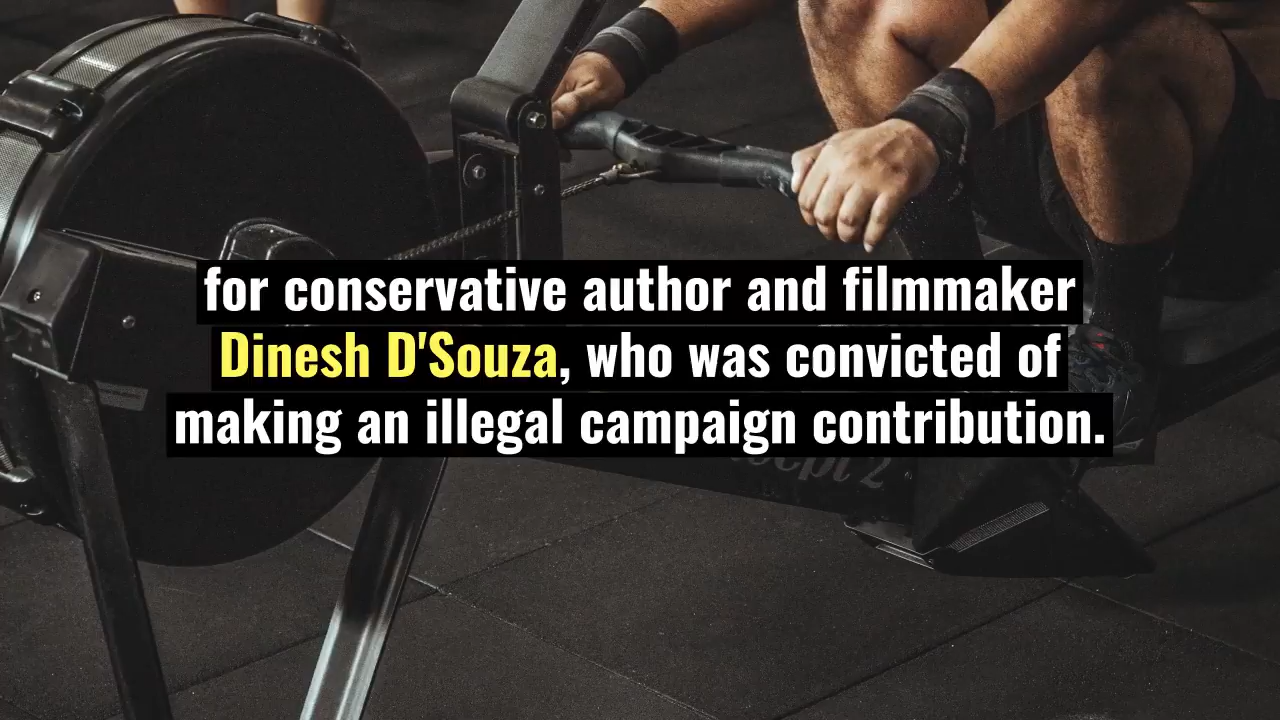 for conservative author and filmmaker
Dinesh D'Souza, who was convicted of
making an illegal campaign contribution.